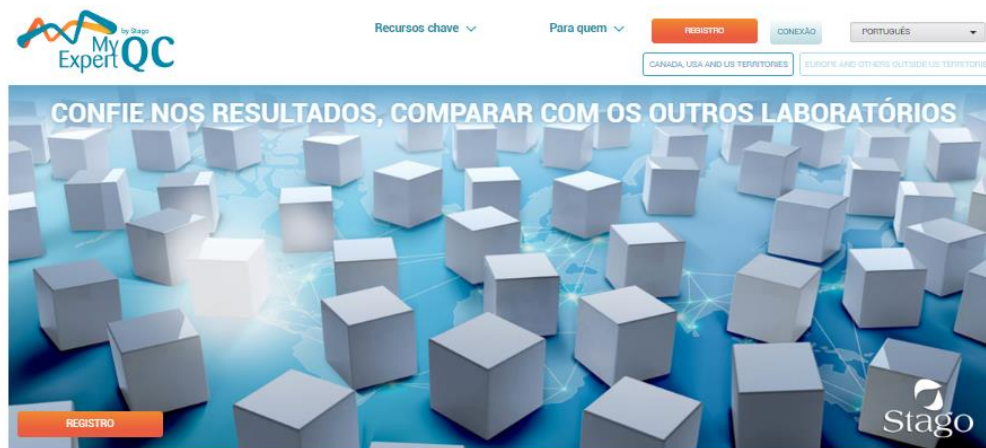 by Stago
My
Expert QC
Recursos chave
Para quem
REGISTRO
CONEXÃO
PORTUGUÊS
CANADA, USA AND US TERRITORIES
EUROPE AND OTHERS OUTSIDE US TERRITORIE
CONFIE NOS RESULTADOS, COMPARAR COM OS OUTROS LABORATÓRIOS
REGISTRO
Stago